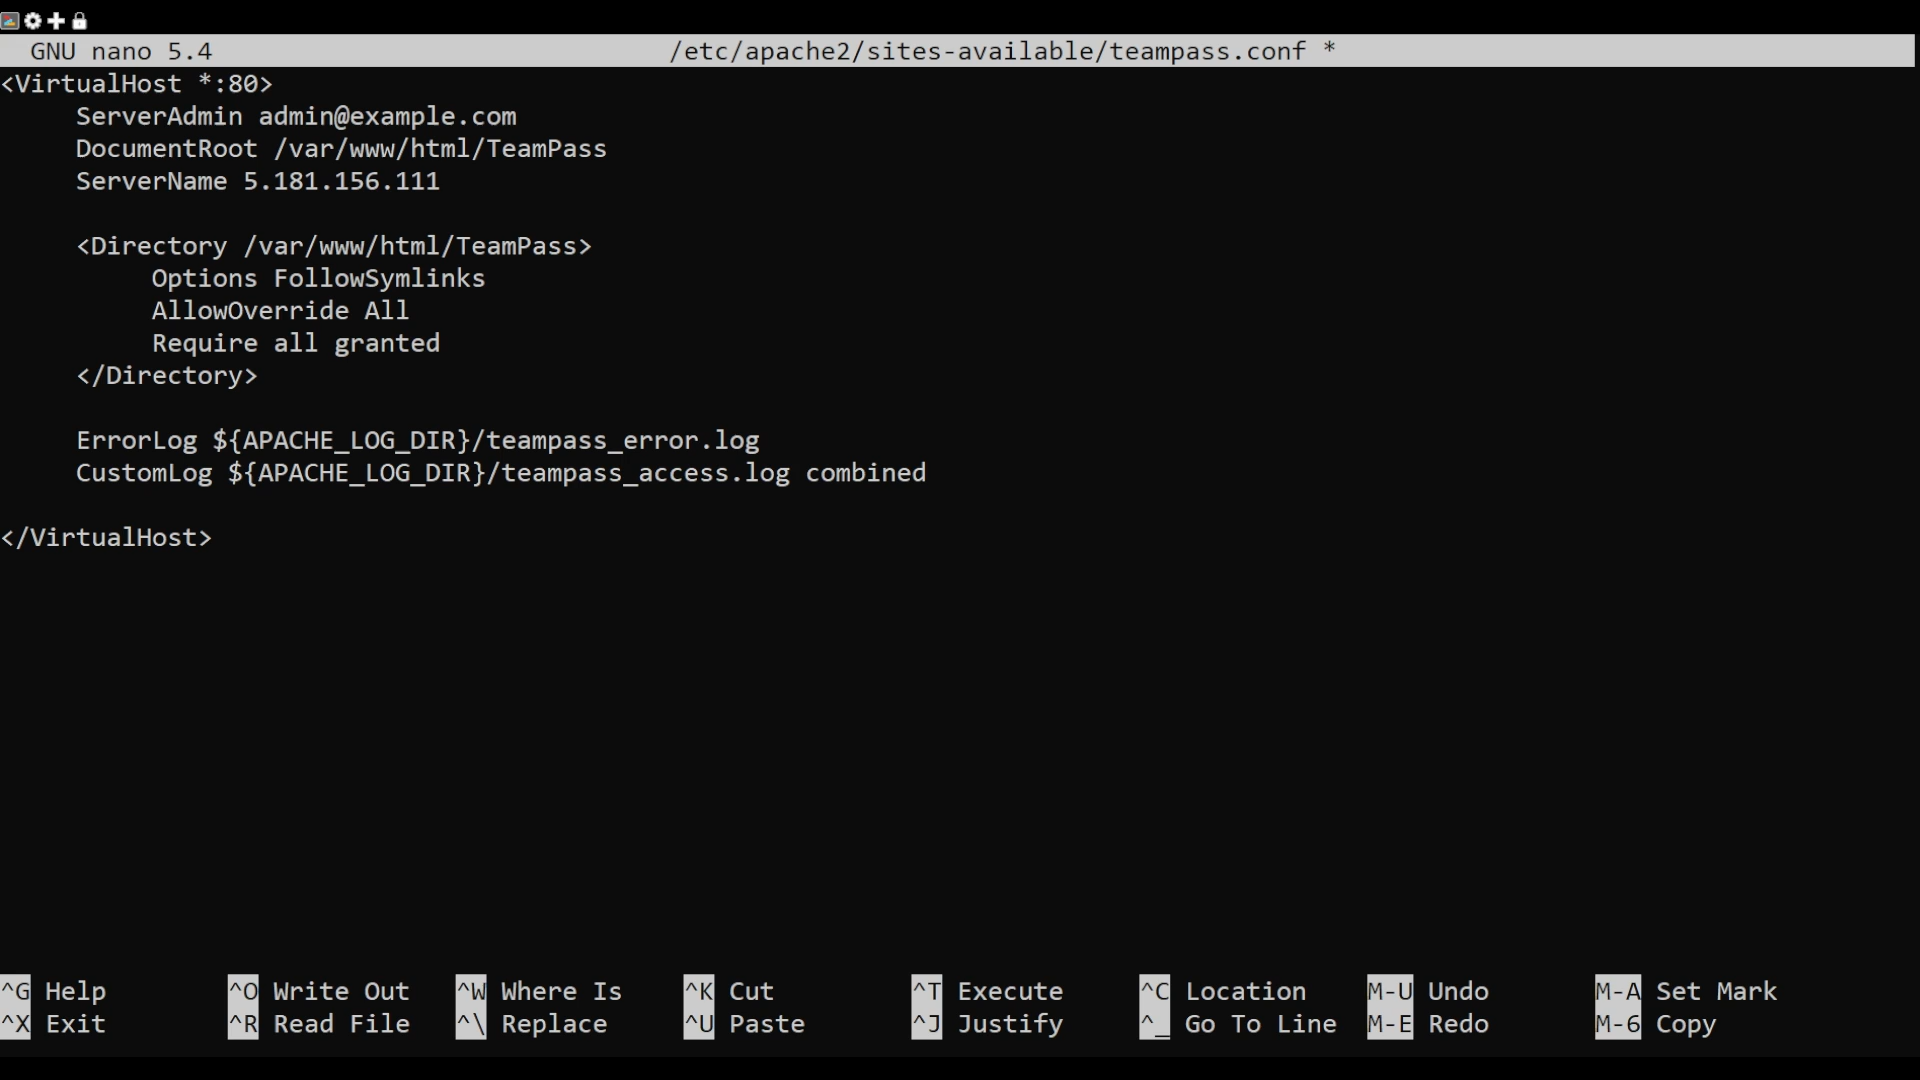 GNU nano 5.4 /etc/apache2/sites-available/teampass.conf *
<VirtualHost *:80>
ServerAdmin admin@example.com
DocumentRoot /var/www/html/TeamPass
ServerName 5.181.156.111
<Directory /var/www/html/TeamPass>
Options FollowSymlinks
AllowOverride All
Require all granted
</Directory>
ErrorLog ${APACHE_LOG_DIR}/teampass_error.log
CustomLog ${APACHE_LOG_DIR}/teampass_access.log combined
</VirtualHost>
^G Help ^O Write Out ^W Where Is ^K Cut ^T Execute ^C Location M-U Undo M-A Set Mark
^X Exit ^R Read File ^\ Replace ^U Paste ^J Justify ^_ Go To Line M-E Redo M-6 Copy